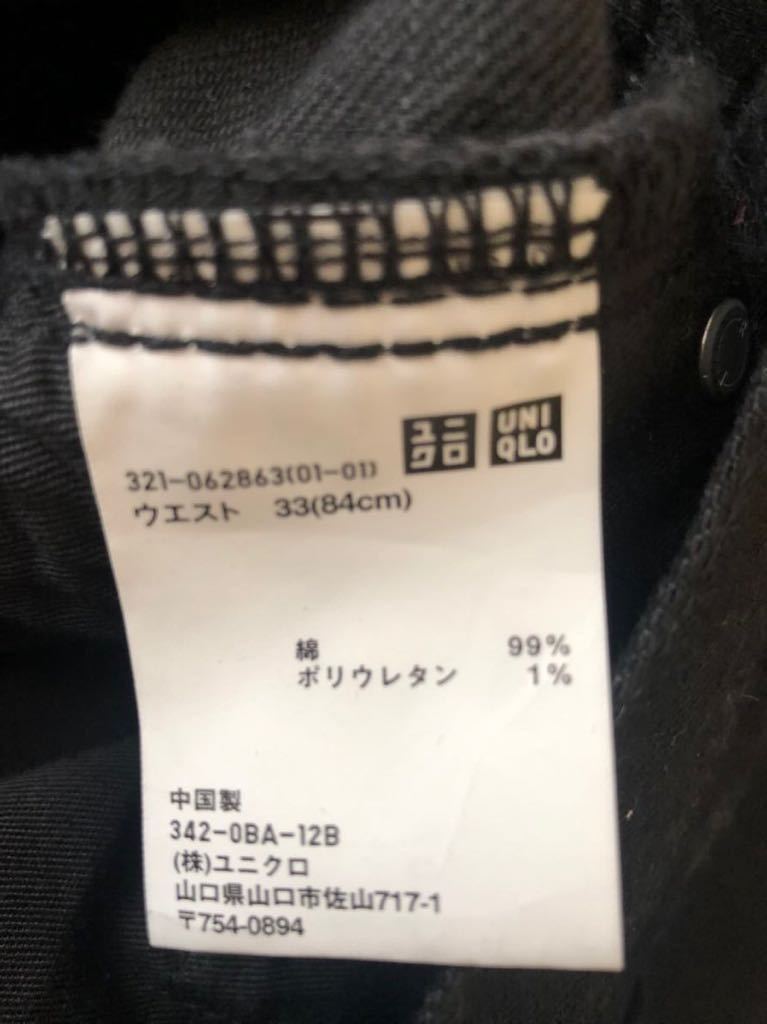 ユニクロ UNIQLO
321-062863(01-01)
ウエスト 33(84cm)
綿 99%
ポリウレタン 1%
中国製
342-0BA-12B
(株)ユニクロ
山口県山口市佐山717-1
〒754-0894